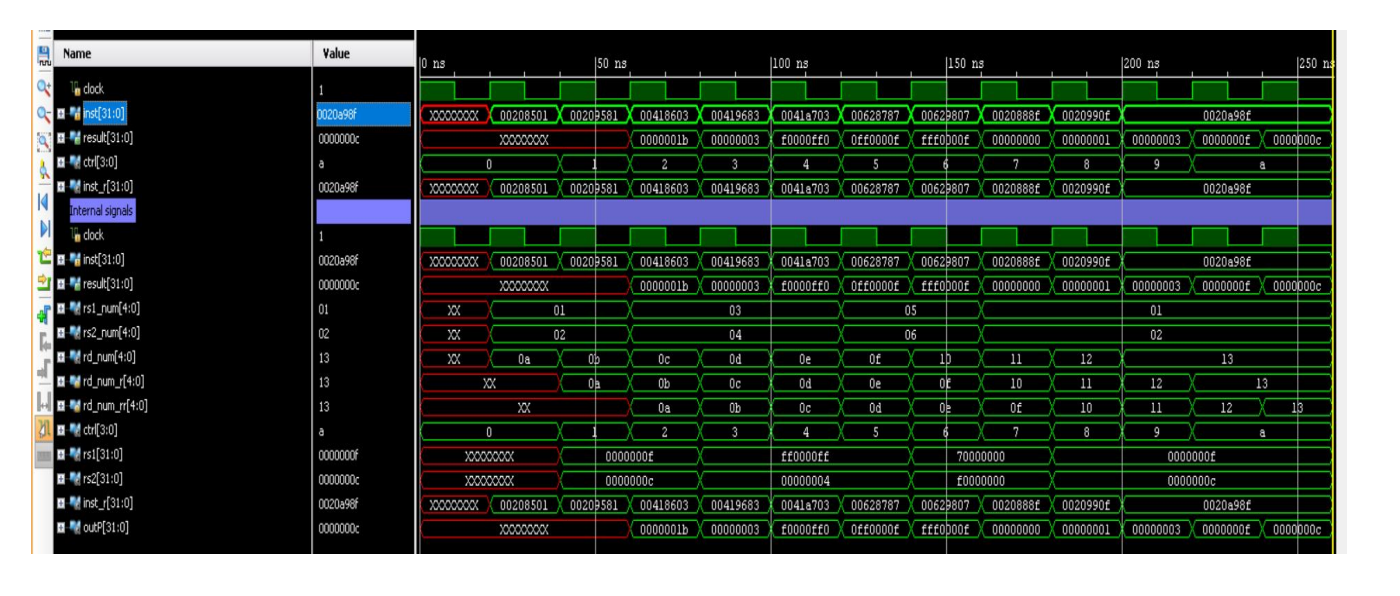 Name Value
0 ns 50 ns 100 ns 150 ns 200 ns 250 ns
clock 1
inst[31:0] 0020a98f XXXXXXXX 00208501 00209581 00418603 00419683 0041a703 00628787 00629807 0020888f 0020990f 0020a98f
result[31:0] 0000000c XXXXXXXX 0000001b 00000003 f0000ff0 0ff0000f fff0000f 00000000 00000001 00000003 0000000f 0000000c
ctrl[3:0] a 0 1 2 3 4 5 6 7 8 9 a
inst_r[31:0] 0020a98f XXXXXXXX 00208501 00209581 00418603 00419683 0041a703 00628787 00629807 0020888f 0020990f 0020a98f
Internal signals
clock 1
inst[31:0] 0020a98f XXXXXXXX 00208501 00209581 00418603 00419683 0041a703 00628787 00629807 0020888f 0020990f 0020a98f
result[31:0] 0000000c XXXXXXXX 0000001b 00000003 f0000ff0 0ff0000f fff0000f 00000000 00000001 00000003 0000000f 0000000c
rs1_num[4:0] 01 XX 01 03 05 01
rs2_num[4:0] 02 XX 02 04 06 02
rd_num[4:0] 13 XX 0a 0b 0c 0d 0e 0f 10 11 12 13
rd_num_r[4:0] 13 XX 0a 0b 0c 0d 0e 0f 10 11 12 13
rd_num_rr[4:0] 13 XX 0a 0b 0c 0d 0e 0f 10 11 12 13
ctrl[3:0] a 0 1 2 3 4 5 6 7 8 9 a
rs1[31:0] 0000000f XXXXXXXX 0000000f ff0000ff 70000000 0000000f
rs2[31:0] 0000000c XXXXXXXX 0000000c 00000004 f0000000 0000000c
inst_r[31:0] 0020a98f XXXXXXXX 00208501 00209581 00418603 00419683 0041a703 00628787 00629807 0020888f 0020990f 0020a98f
outP[31:0] 0000000c XXXXXXXX 0000001b 00000003 f0000ff0 0ff0000f fff0000f 00000000 00000001 00000003 0000000f 0000000c